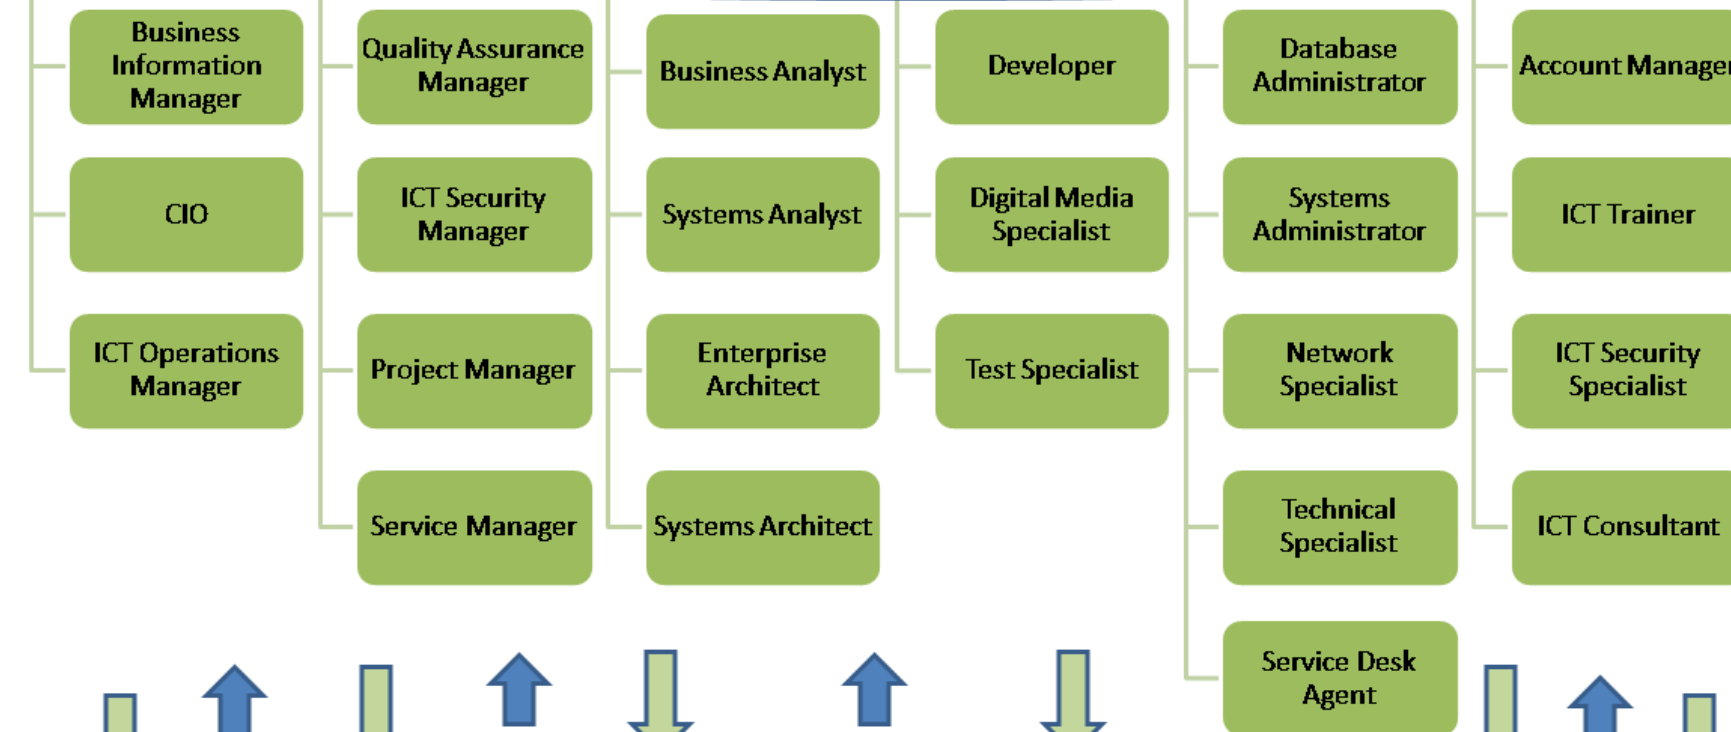 Business
Information
Manager
CIO
ICT Operations
Manager
Quality Assurance
Manager
ICT Security
Manager
Project Manager
Service Manager
Business Analyst
Systems Analyst
Enterprise
Architect
Systems Architect
Developer
Digital Media
Specialist
Test Specialist
Database
Administrator
Systems
Administrator
Network
Specialist
Technical
Specialist
Service Desk
Agent
Account Manager
ICT Trainer
ICT Security
Specialist
ICT Consultant